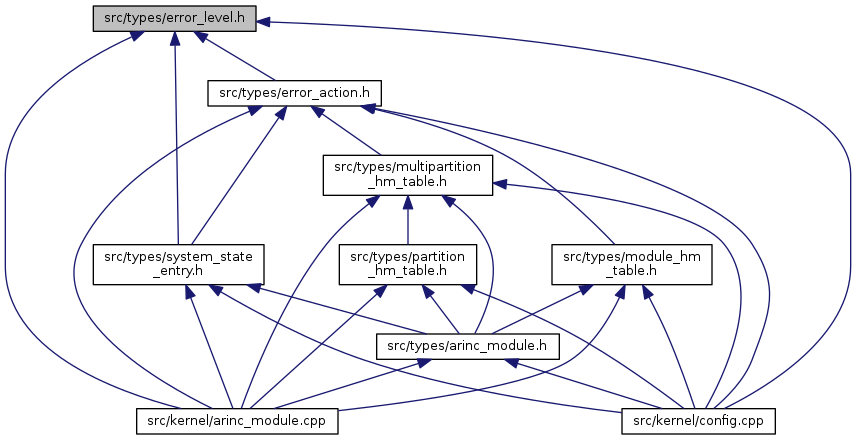 src/types/error_level.h
src/types/error_action.h
src/types/multipartition
_hm_table.h
src/types/system_state
_entry.h
src/types/partition
_hm_table.h
src/types/module_hm
_table.h
src/types/arinc_module.h
src/kernel/arinc_module.cpp
src/kernel/config.cpp